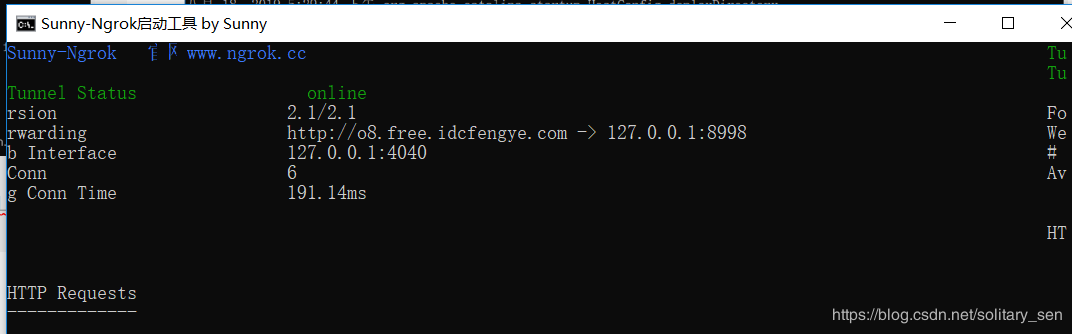 Sunny-Ngrok启动工具 by Sunny
Sunny-Ngrok www.ngrok.cc
Tu
Tu
Tunnel Status online
rsion 2.1/2.1 Fo
rwarding http://o8.free.idcfengye.com -> 127.0.0.1:8998 We
b Interface 127.0.0.1:4040 #
Conn 6 Av
g Conn Time 191.14ms
HT
HTTP Requests
-------------
https://blog.csdn.net/solitary_sen